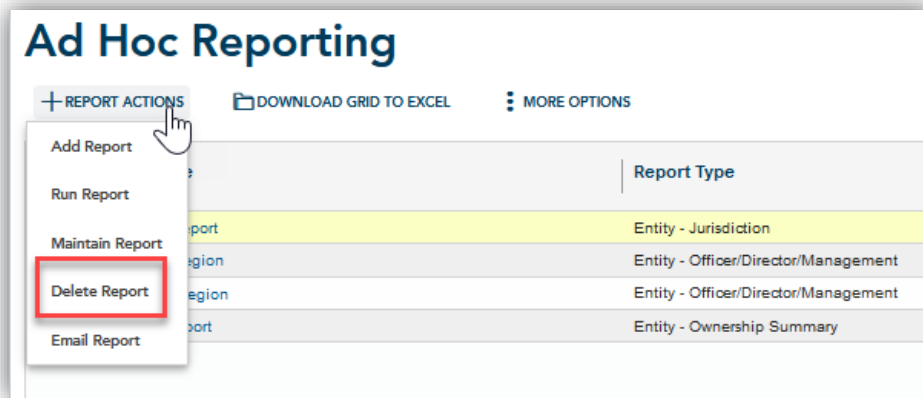 Ad Hoc Reporting
REPORT ACTIONS DOWNLOAD GRID TO EXCEL MORE OPTIONS
Add Report
Report Type
Run Report
port Entity - Jurisdiction
Maintain Report
egion Entity - Officer/Director/Management
Delete Report
egion Entity - Officer/Director/Management
port Entity - Ownership Summary
Email Report